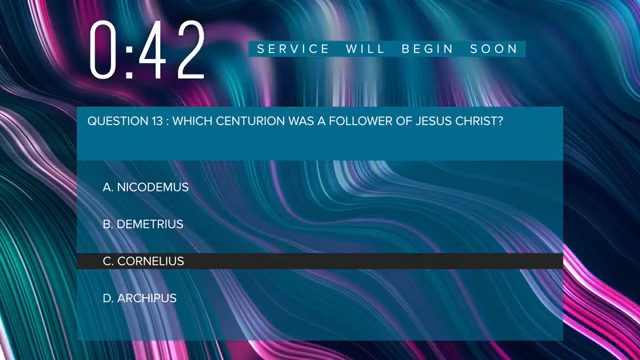 0:42
SERVICE WILL BEGIN SOON
QUESTION 13 : WHICH CENTURION WAS A FOLLOWER OF JESUS CHRIST?
A. NICODEMUS
B. DEMETRIUS
C. CORNELIUS
D. ARCHIPUS